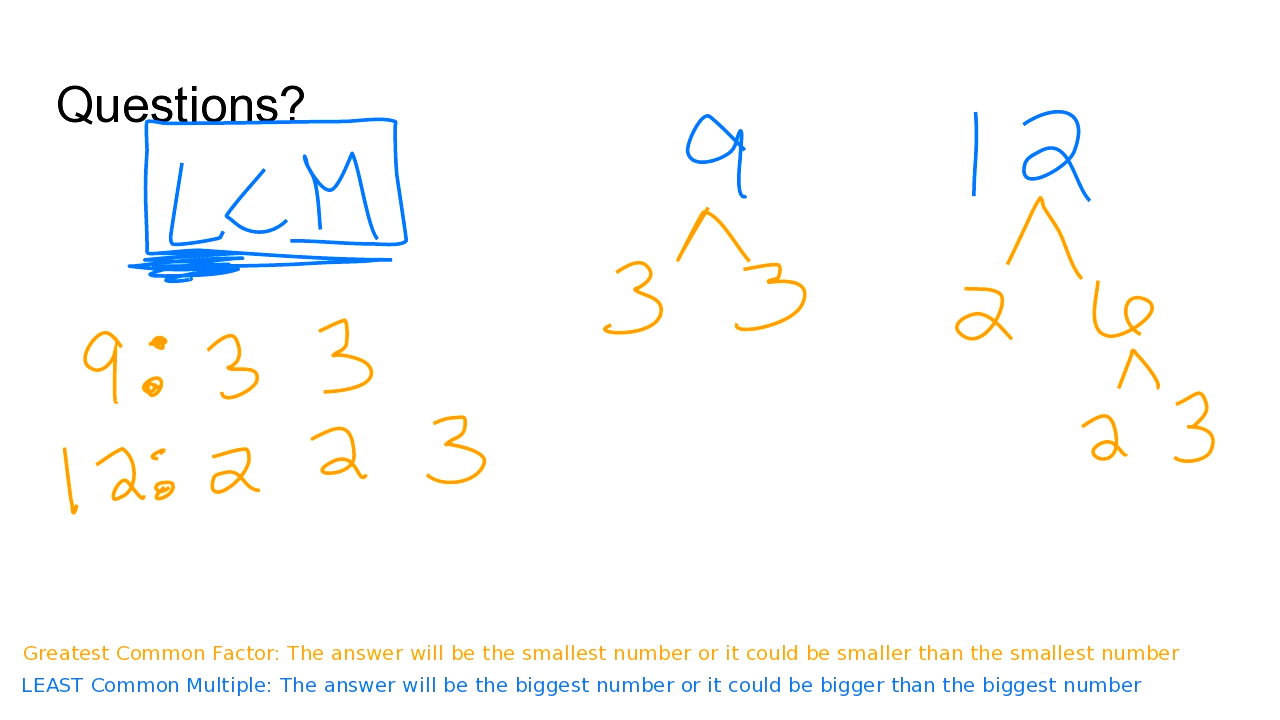 Questions?
LCM
9 12
3 3 2 6
2 3
9: 3 3
12: 2 2 3
Greatest Common Factor: The answer will be the smallest number or it could be smaller than the smallest number
LEAST Common Multiple: The answer will be the biggest number or it could be bigger than the biggest number